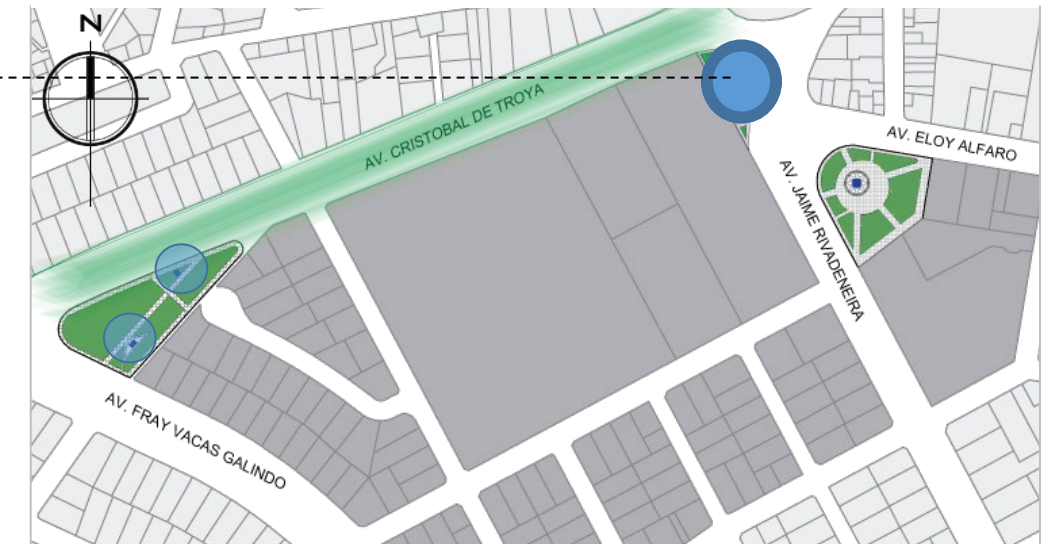 N
AV. CRISTOBAL DE TROYA
AV. ELOY ALFARO
AV. JAIME RIVADENEIRA
AV. FRAY VACAS GALINDO